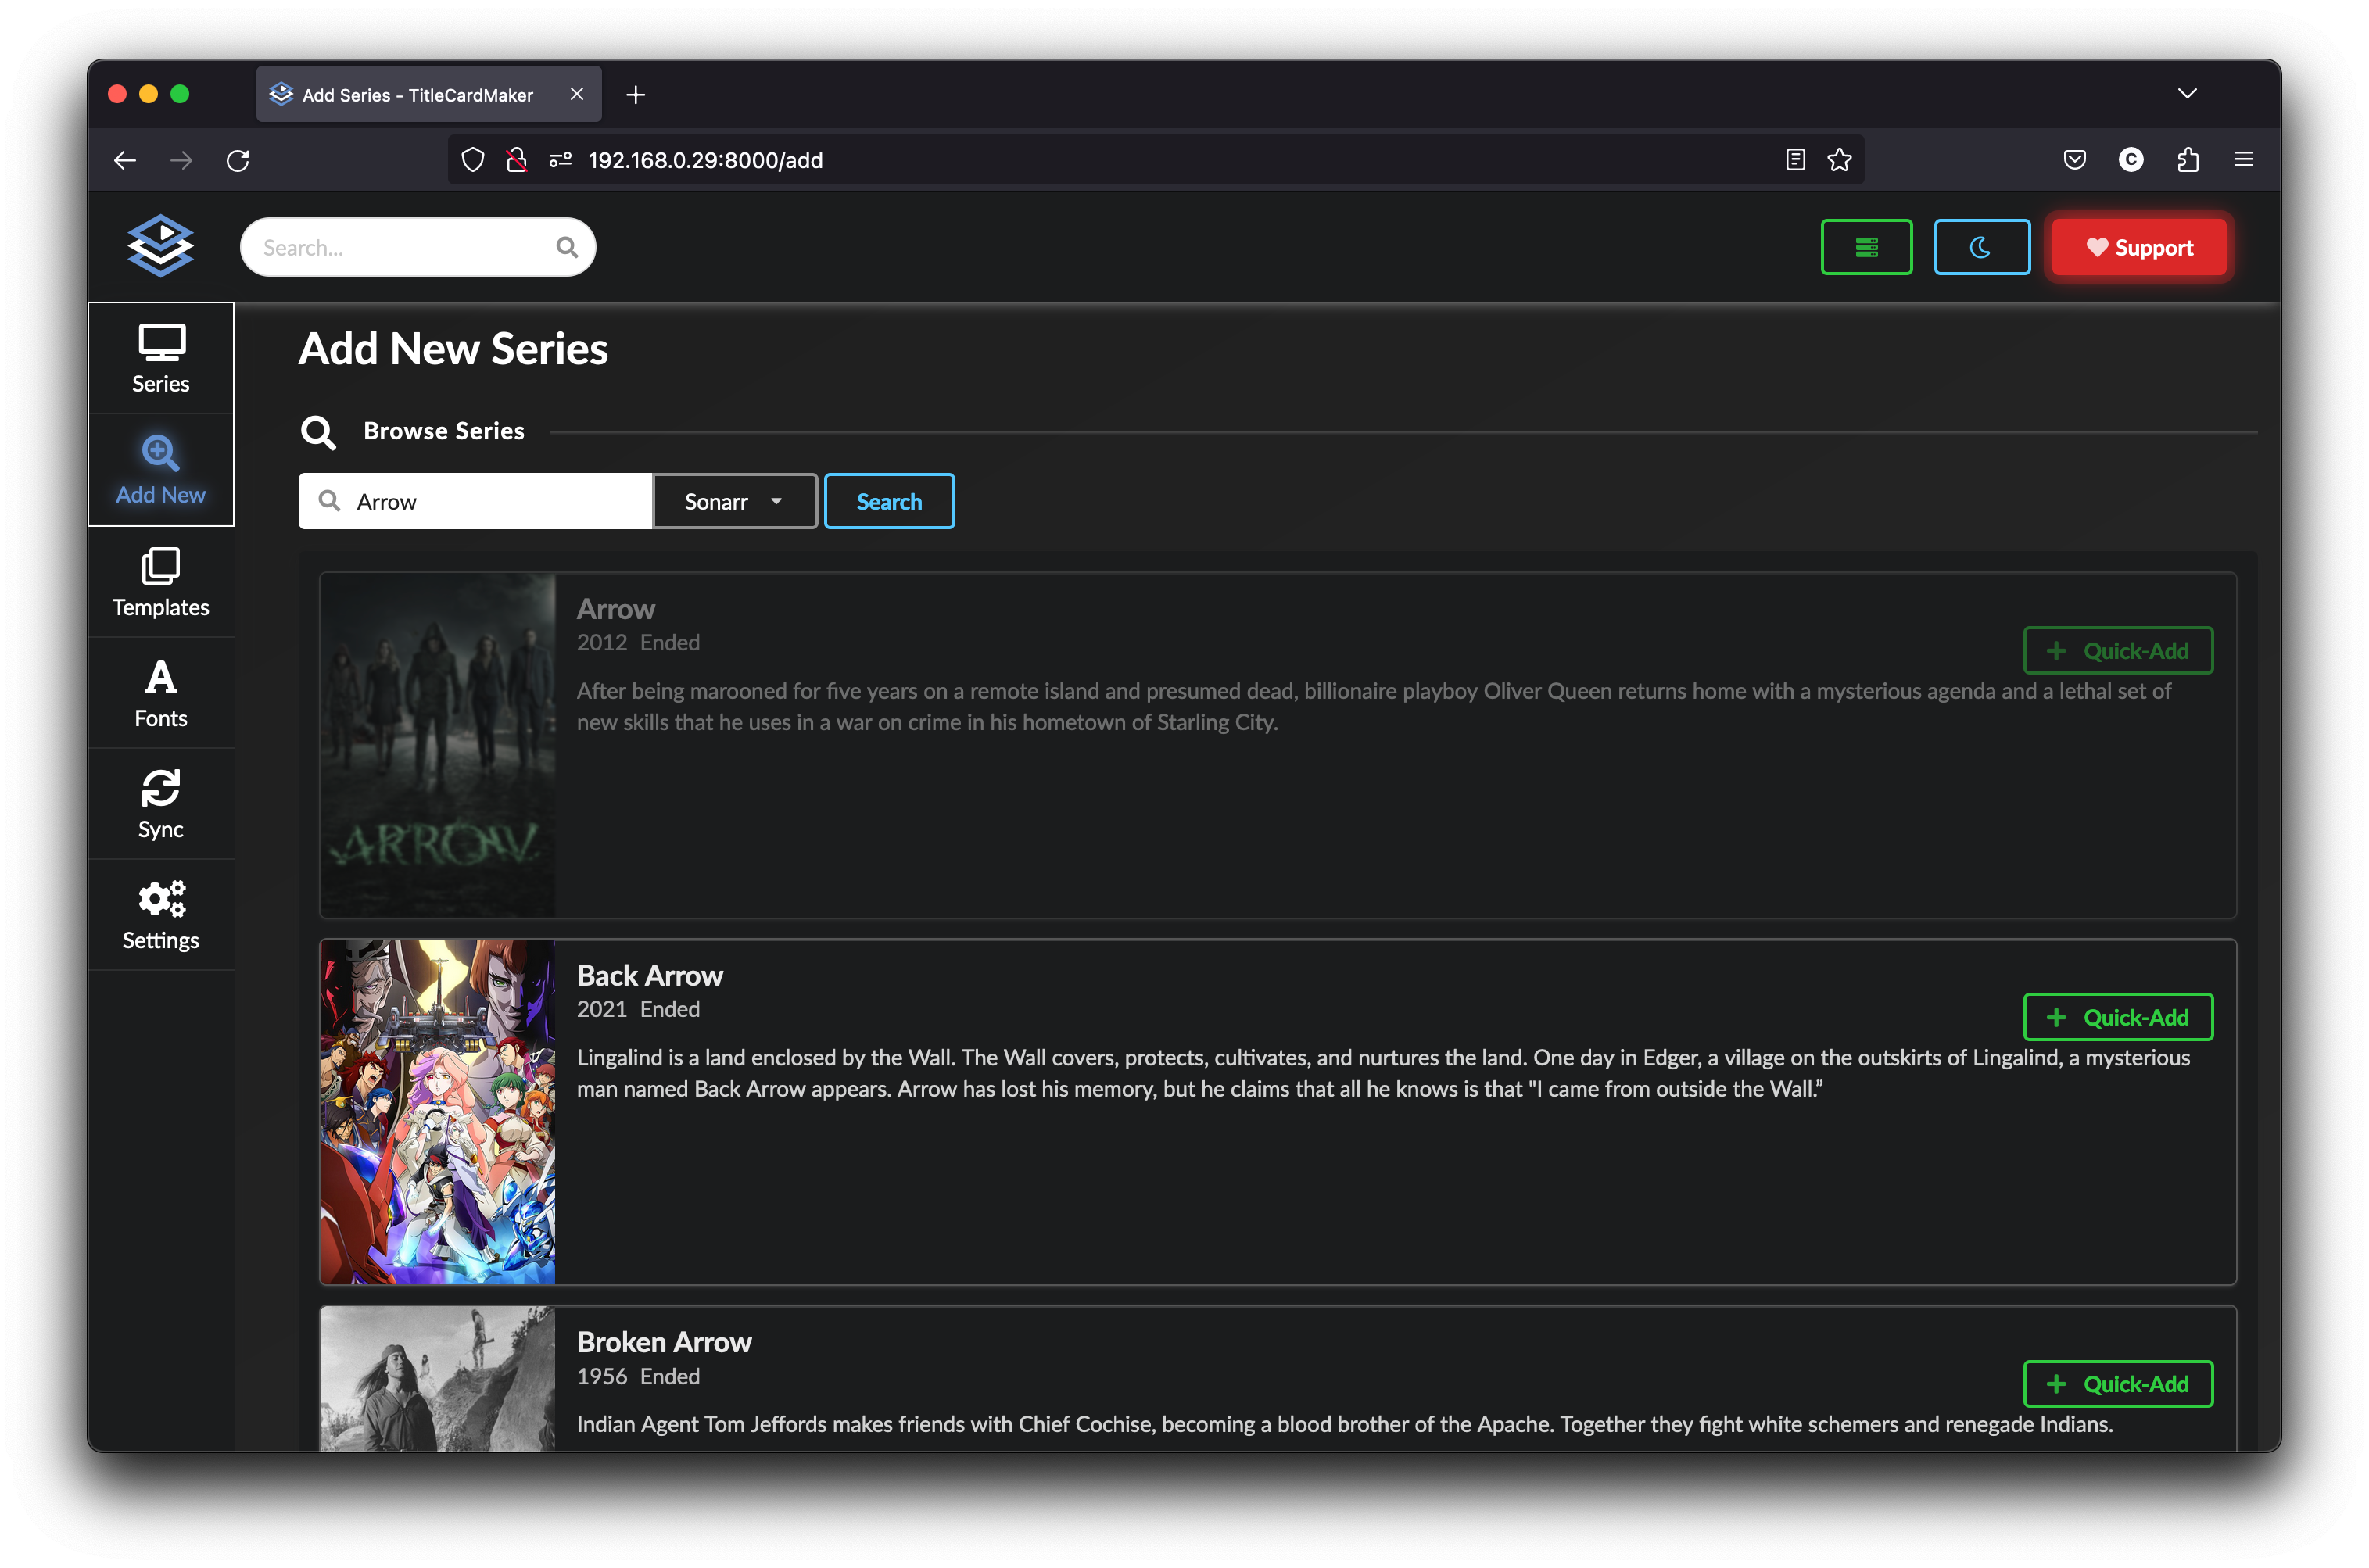 Add Series - TitleCardMaker
192.168.0.29:8000/add
C
Search...
Support
Series
Add New
Templates
A
Fonts
Sync
Settings
Add New Series
Browse Series
Arrow
Sonarr
Search
Arrow
2012 Ended
Quick-Add
After being marooned for five years on a remote island and presumed dead, billionaire playboy Oliver Queen returns home with a mysterious agenda and a lethal set of
new skills that he uses in a war on crime in his hometown of Starling City.
ARROW
Back Arrow
2021 Ended
Quick-Add
Lingalind is a land enclosed by the Wall. The Wall covers, protects, cultivates, and nurtures the land. One day in Edger, a village on the outskirts of Lingalind, a mysterious
man named Back Arrow appears. Arrow has lost his memory, but he claims that all he knows is that "I came from outside the Wall.”
Broken Arrow
1956 Ended
Quick-Add
Indian Agent Tom Jeffords makes friends with Chief Cochise, becoming a blood brother of the Apache. Together they fight white schemers and renegade Indians.